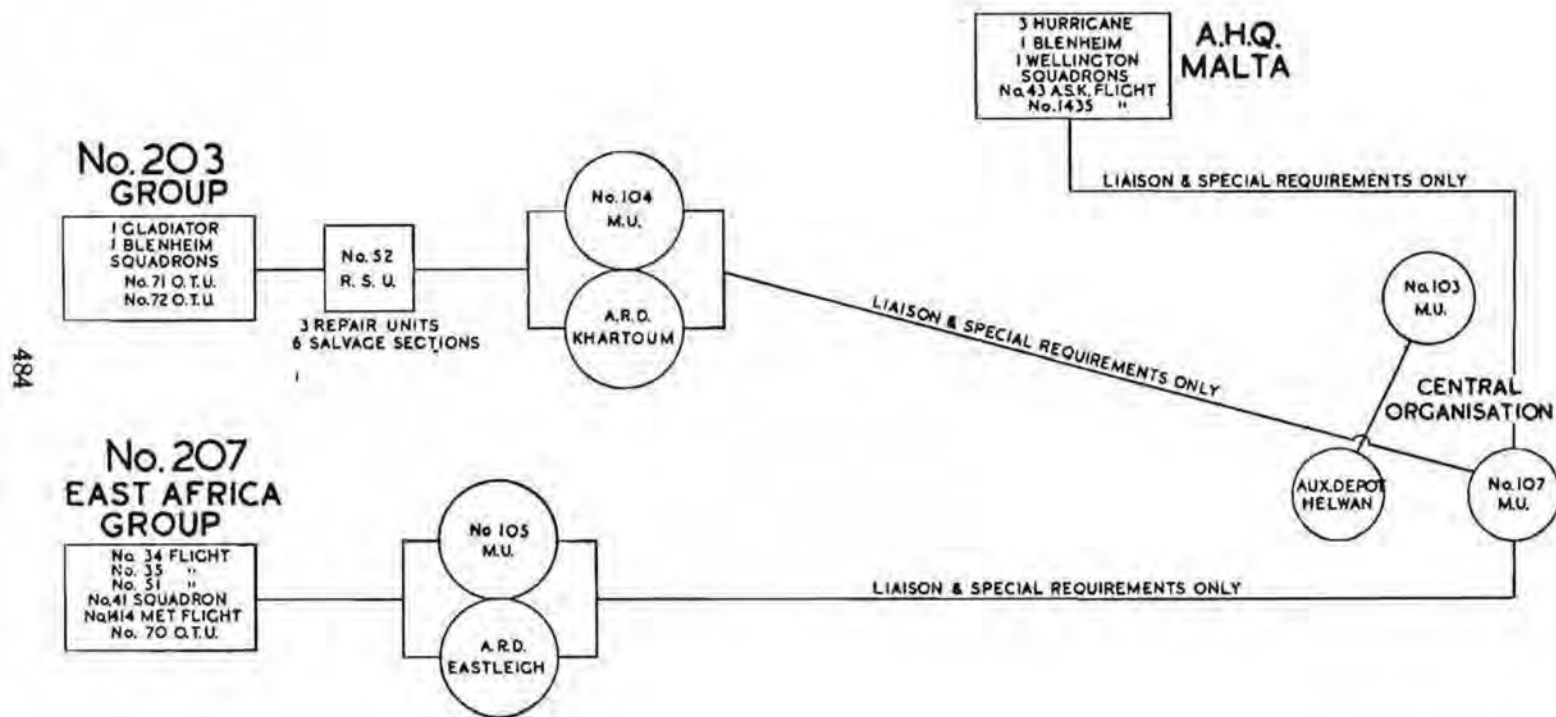 3 HURRICANE
1 BLENHEIM
1 WELLINGTON
SQUADRONS
No.43 A.S.K. FLIGHT
No.1435 "
A.H.Q.
MALTA
LIAISON & SPECIAL REQUIREMENTS ONLY
No. 203
GROUP
1 GLADIATOR
1 BLENHEIM
SQUADRONS
No.71 O.T.U.
No.72 O.T.U.
No. 52
R. S. U.
3 REPAIR UNITS
6 SALVAGE SECTIONS
No. 104
M.U.
A.R.D.
KHARTOUM
LIAISON & SPECIAL REQUIREMENTS ONLY
No.103
M.U.
CENTRAL
ORGANISATION
AUX.DEPOT
HELWAN
No.107
M.U.
484
No. 207
EAST AFRICA
GROUP
No. 34 FLIGHT
No. 35 "
No. 51 "
No.41 SQUADRON
No.1414 MET FLIGHT
No. 70 O.T.U.
No 105
M.U.
A.R.D.
EASTLEIGH
LIAISON & SPECIAL REQUIREMENTS ONLY